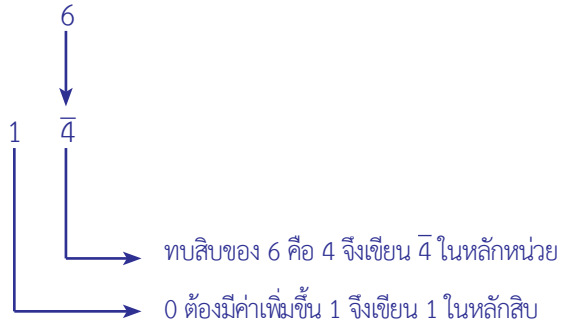 6
1 4̅
ทบสิบของ 6 คือ 4 จึงเขียน 4̅ ในหลักหน่วย
0 ต้องมีค่าเพิ่มขึ้น 1 จึงเขียน 1 ในหลักสิบ